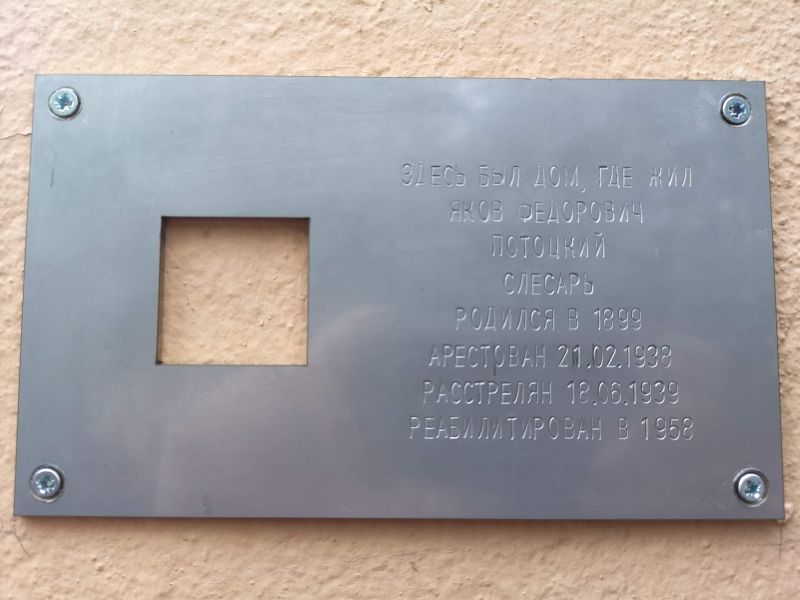 ЗДЕСЬ БЫЛ ДОМ, ГДЕ ЖИЛ
ЯКОВ ФЕДОРОВИЧ
ПОТОЦКИЙ
СЛЕСАРЬ
РОДИЛСЯ В 1899
АРЕСТОВАН 21.02.1938
РАССТРЕЛЯН 18.06.1939
РЕАБИЛИТИРОВАН В 1958